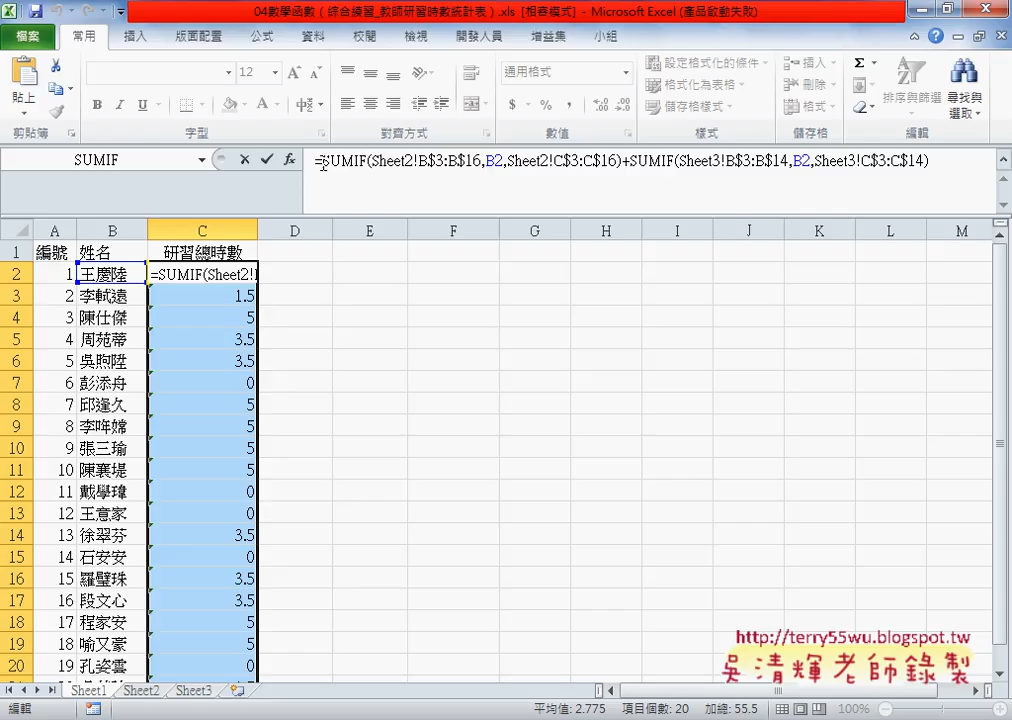 04數學函數（綜合練習_教師研習時數統計表）.xls [相容模式] - Microsoft Excel (產品啟動失敗)
檔案 常用 插入 版面配置 公式 資料 校閱 檢視 開發人員 增益集 小組
貼上
12
通用格式
設定格式化的條件
格式化為表格
儲存格樣式
插入
刪除
格式
排序與篩選 尋找與選取
剪貼簿 字型 對齊方式 數值 樣式 儲存格 編輯
SUMIF =SUMIF(Sheet2!B$3:B$16,B2,Sheet2!C$3:C$16)+SUMIF(Sheet3!B$3:B$14,B2,Sheet3!C$3:C$14)
A B C D E F G H I J K L M
1 編號 姓名 研習總時數
2 1 王慶陸 =SUMIF(Sheet2!
3 2 李軾遠 1.5
4 3 陳仕傑 5
5 4 周苑蒂 3.5
6 5 吳煦陞 3.5
7 6 彭添舟 0
8 7 邱逢久 5
9 8 李哞嫦 5
10 9 張三瑜 5
11 10 陳襄堤 5
12 11 戴學瑋 0
13 12 王意家 0
14 13 徐翠芬 3.5
15 14 石安安 0
16 15 羅璧珠 3.5
17 16 段文心 3.5
18 17 程家安 5
19 18 喻又豪 5
20 19 孔姿雲 0
http://terry55wu.blogspot.tw
吳清輝老師錄製
Sheet1 Sheet2 Sheet3
編輯 平均值: 2.775 項目個數: 20 加總: 55.5 100%